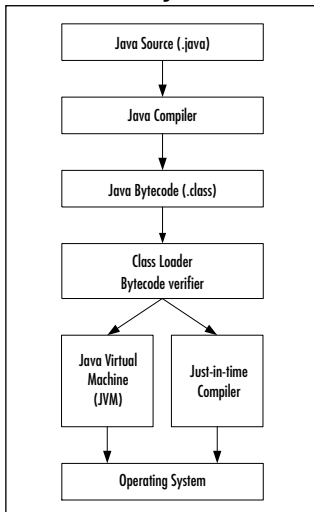 Java Source (.java)
Java Compiler
Java Bytecode (.class)
Class Loader
Bytecode verifier
Java Virtual
Machine
(JVM)
Just-in-time
Compiler
Operating System